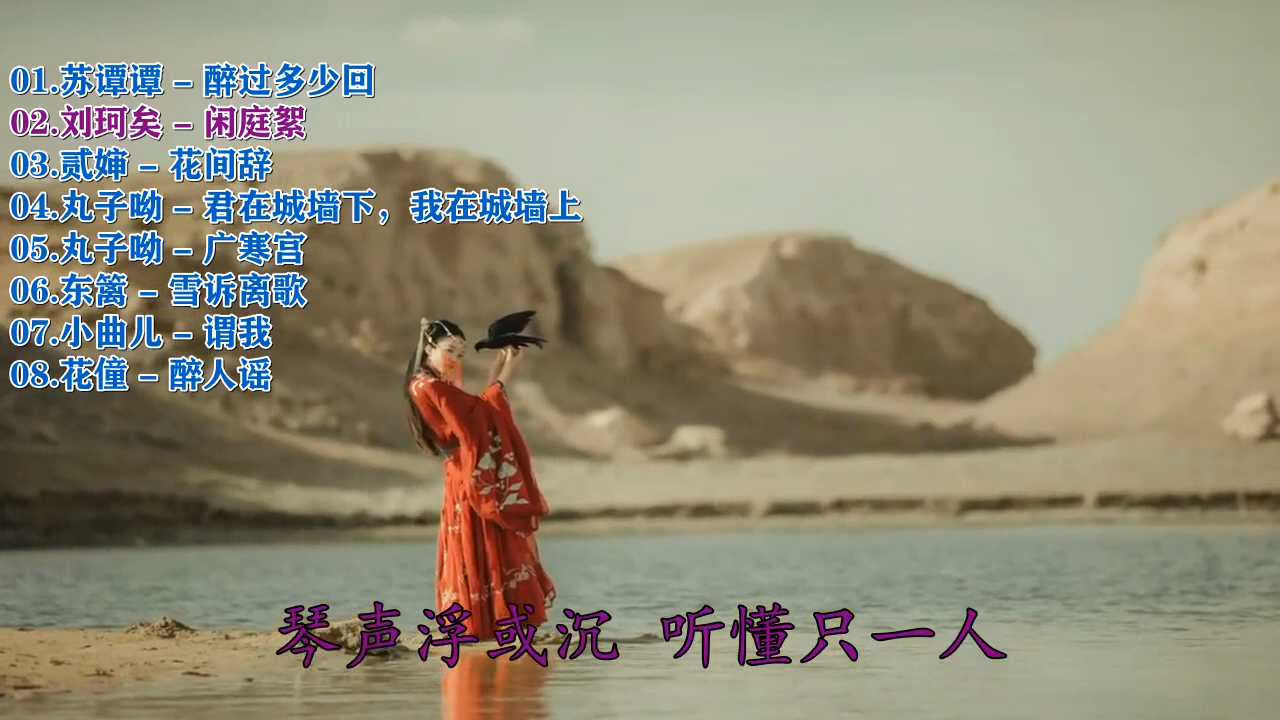 01.苏谭谭 – 醉过多少回
02.刘珂矣 – 闲庭絮
03.贰婶 – 花间辞
04.丸子呦 – 君在城墙下，我在城墙上
05.丸子呦 – 广寒宫
06.东篱 – 雪诉离歌
07.小曲儿 – 谓我
08.花僮 – 醉人谣
琴声浮或沉 听懂只一人